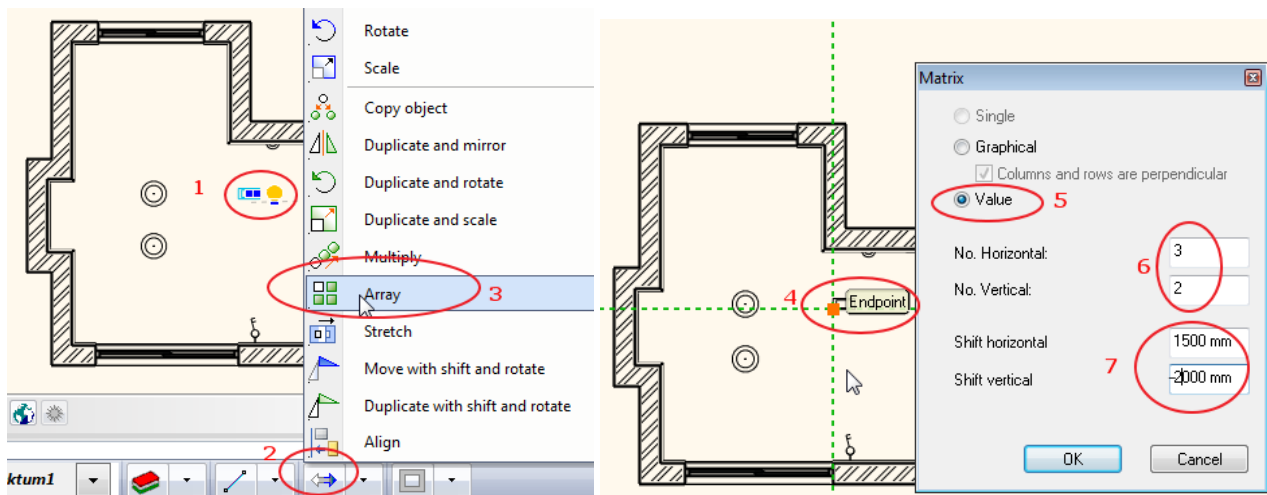 Rotate
Scale
Copy object
Duplicate and mirror
Duplicate and rotate
Duplicate and scale
Multiply
Array
Stretch
Move with shift and rotate
Duplicate with shift and rotate
Align
1
2
3
ktum1
4
Endpoint
Matrix
Single
Graphical
Columns and rows are perpendicular
Value
5
No. Horizontal:
3
6
No. Vertical:
2
Shift horizontal
1500 mm
7
Shift vertical
-2000 mm
OK
Cancel